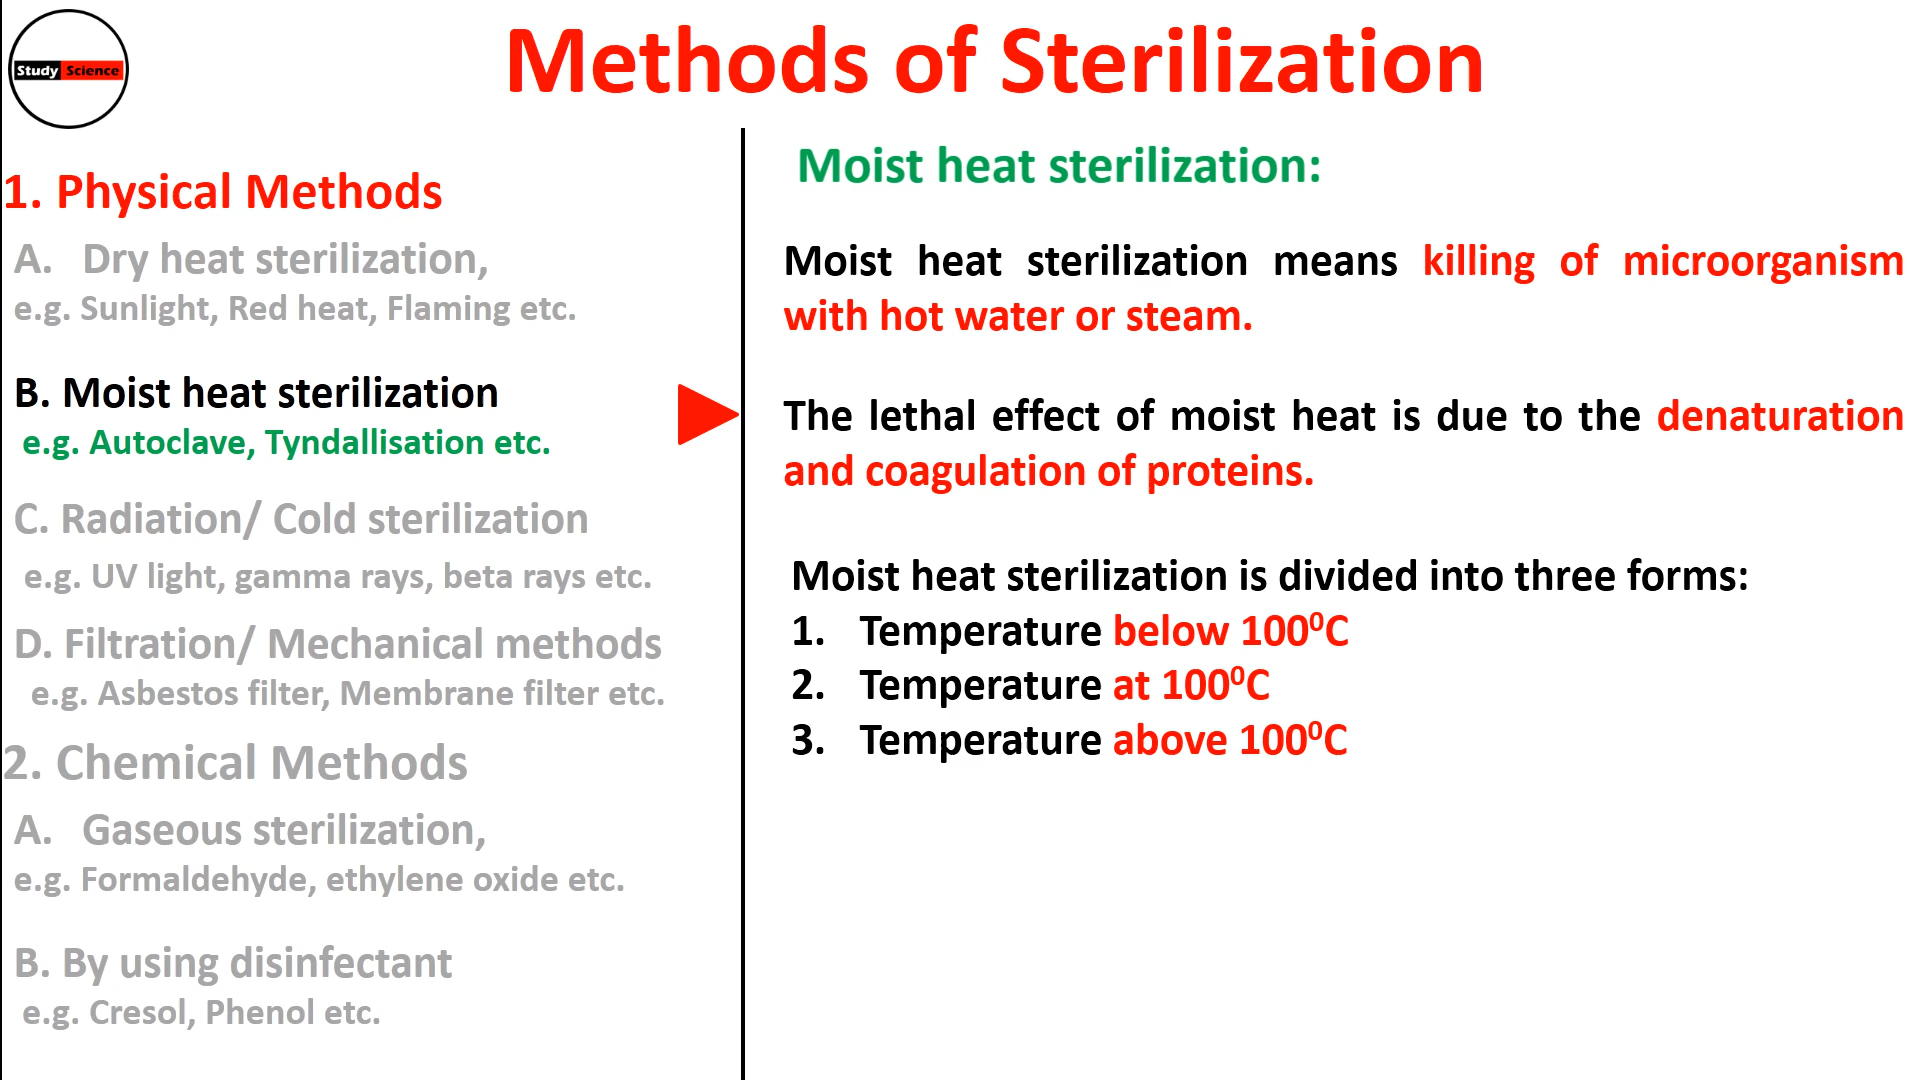 Study Science
Methods of Sterilization
1. Physical Methods
A. Dry heat sterilization,
e.g. Sunlight, Red heat, Flaming etc.
B. Moist heat sterilization
e.g. Autoclave, Tyndallisation etc.
C. Radiation/ Cold sterilization
e.g. UV light, gamma rays, beta rays etc.
D. Filtration/ Mechanical methods
e.g. Asbestos filter, Membrane filter etc.
2. Chemical Methods
A. Gaseous sterilization,
e.g. Formaldehyde, ethylene oxide etc.
B. By using disinfectant
e.g. Cresol, Phenol etc.
Moist heat sterilization:
Moist heat sterilization means killing of microorganism
with hot water or steam.
The lethal effect of moist heat is due to the denaturation
and coagulation of proteins.
Moist heat sterilization is divided into three forms:
1. Temperature below 100⁰C
2. Temperature at 100⁰C
3. Temperature above 100⁰C